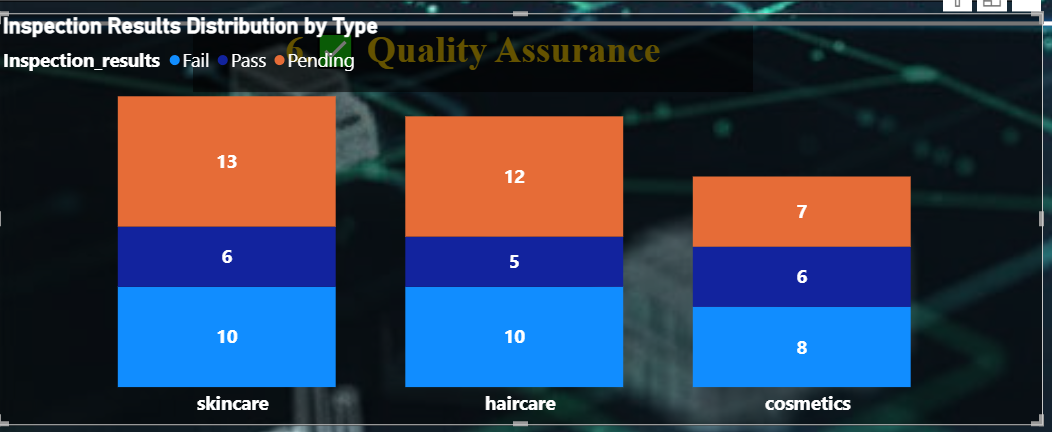 Inspection Results Distribution by Type
6 ✅ Quality Assurance
Inspection_results Fail Pass Pending
13 12 7
6 5 6
10 10 8
skincare haircare cosmetics